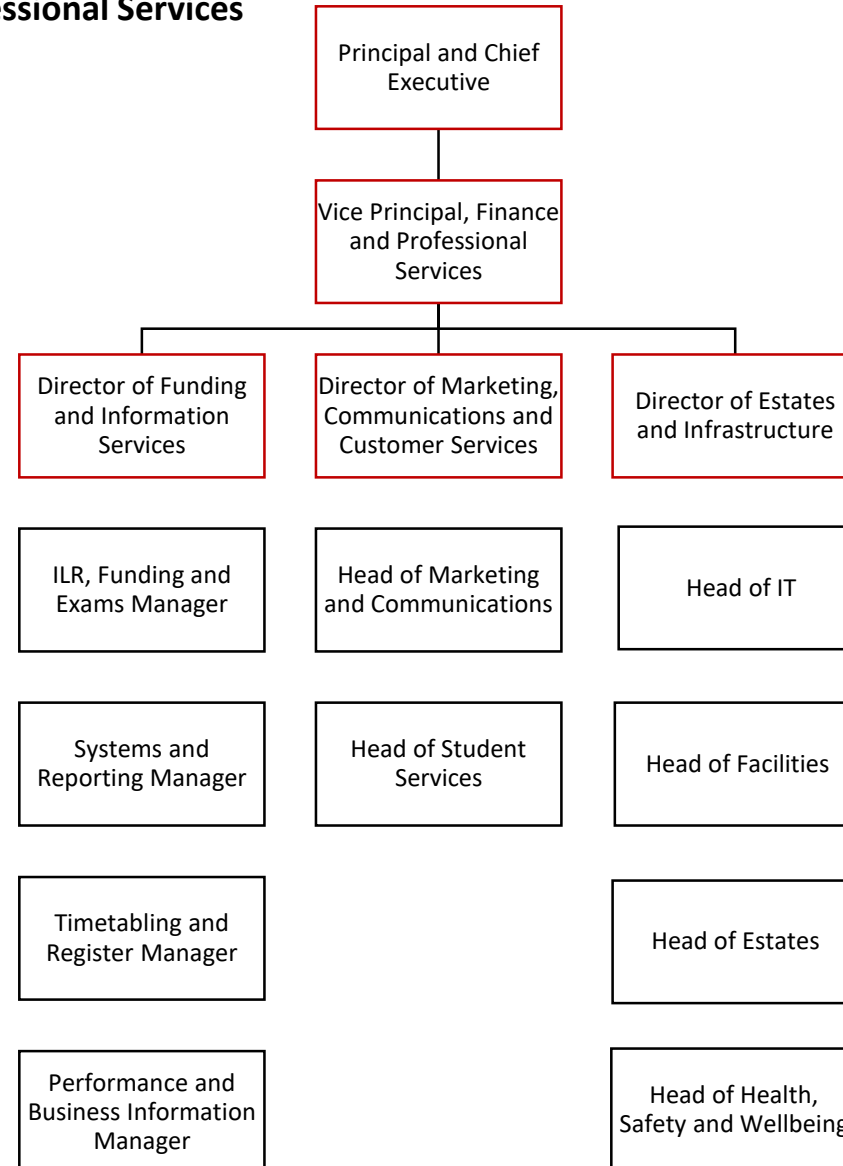 essional Services
Principal and Chief
Executive
Vice Principal, Finance
and Professional
Services
Director of Funding
and Information
Services
Director of Marketing,
Communications and
Customer Services
Director of Estates
and Infrastructure
ILR, Funding and
Exams Manager
Head of Marketing
and Communications
Head of IT
Systems and
Reporting Manager
Head of Student
Services
Head of Facilities
Timetabling and
Register Manager
Head of Estates
Performance and
Business Information
Manager
Head of Health,
Safety and Wellbeing